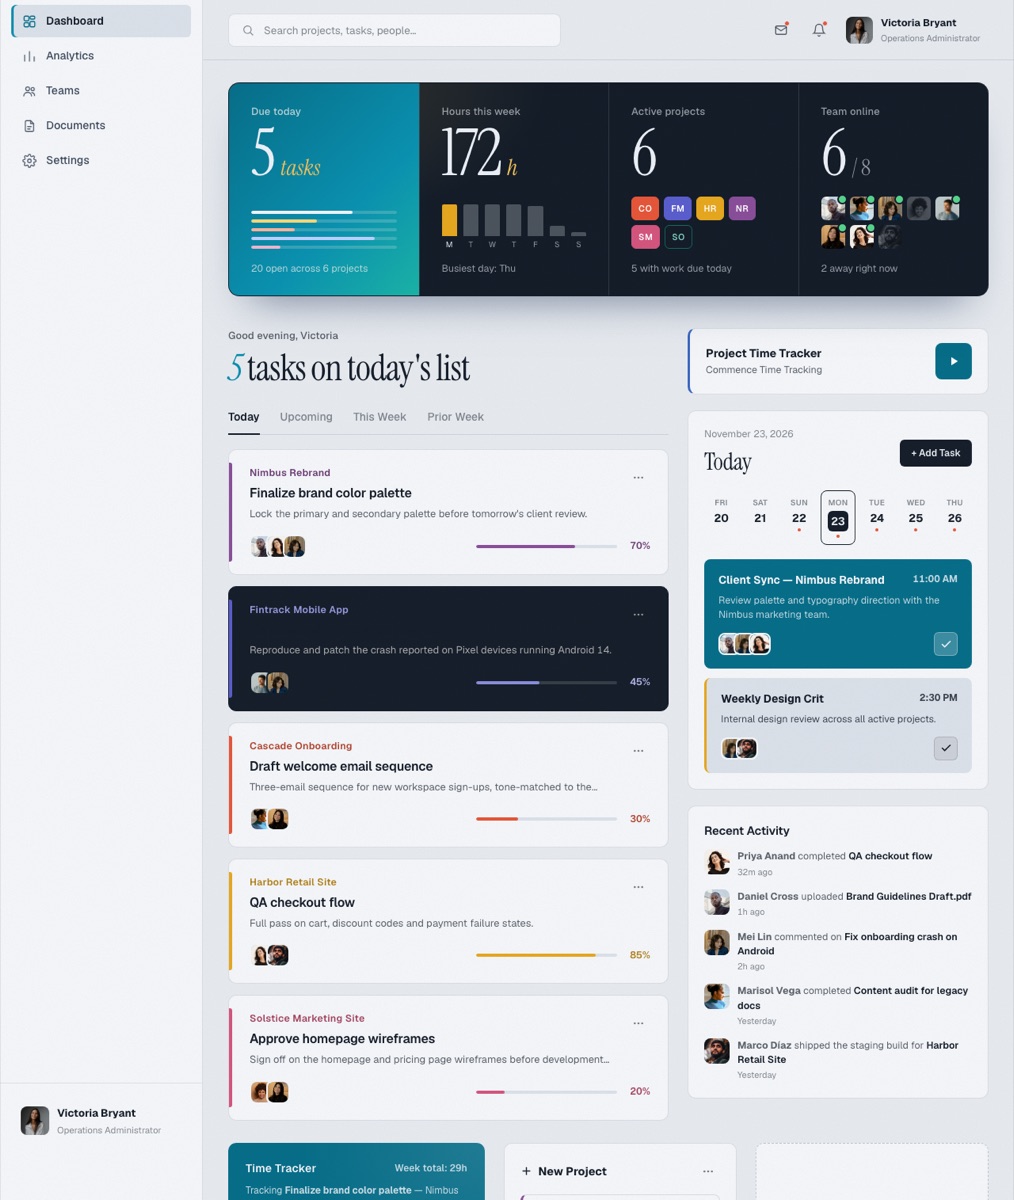 Dashboard
Analytics
Teams
Documents
Settings
Victoria Bryant
Operations Administrator
Search projects, tasks, people…
Victoria Bryant
Operations Administrator
Due today
5 tasks
20 open across 6 projects
Hours this week
172 h
M T W T F S S
Busiest day: Thu
Active projects
6
CO FM HR NR
SM SO
5 with work due today
Team online
6 / 8
2 away right now
Good evening, Victoria
5 tasks on today's list
Today Upcoming This Week Prior Week
Nimbus Rebrand
Finalize brand color palette
Lock the primary and secondary palette before tomorrow's client review.
70%
Fintrack Mobile App
Reproduce and patch the crash reported on Pixel devices running Android 14.
45%
Cascade Onboarding
Draft welcome email sequence
Three-email sequence for new workspace sign-ups, tone-matched to the…
30%
Harbor Retail Site
QA checkout flow
Full pass on cart, discount codes and payment failure states.
85%
Solstice Marketing Site
Approve homepage wireframes
Sign off on the homepage and pricing page wireframes before development…
20%
Project Time Tracker
Commence Time Tracking
November 23, 2026
Today
+ Add Task
FRI SAT SUN MON TUE WED THU
20 21 22 23 24 25 26
Client Sync — Nimbus Rebrand 11:00 AM
Review palette and typography direction with the
Nimbus marketing team.
Weekly Design Crit 2:30 PM
Internal design review across all active projects.
Recent Activity
Priya Anand completed QA checkout flow
32m ago
Daniel Cross uploaded Brand Guidelines Draft.pdf
1h ago
Mei Lin commented on Fix onboarding crash on
Android
2h ago
Marisol Vega completed Content audit for legacy
docs
Yesterday
Marco Díaz shipped the staging build for Harbor
Retail Site
Yesterday
Time Tracker Week total: 29h
Tracking Finalize brand color palette — Nimbus
+ New Project